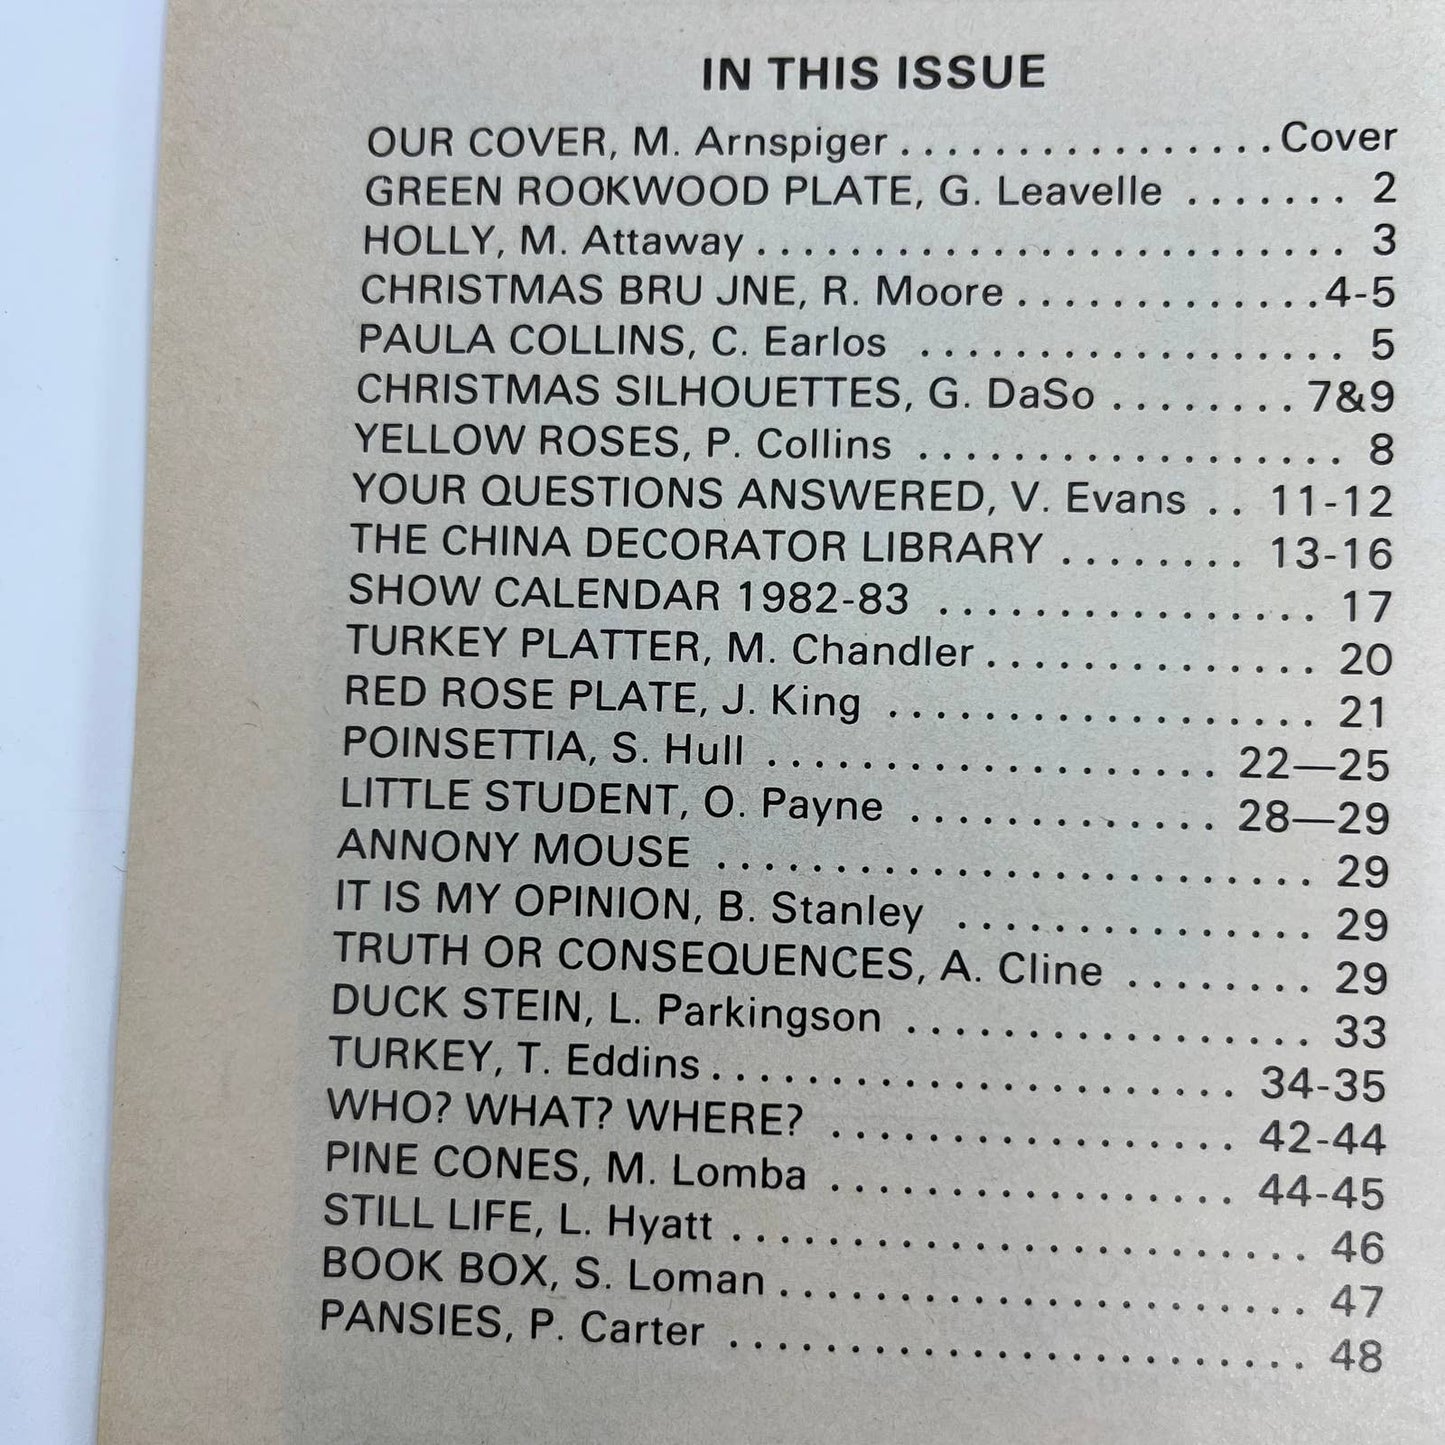 IN THIS ISSUE
OUR COVER, M. Arnspiger . . . . . . . . . . . . . . . . Cover
GREEN ROOKWOOD PLATE, G. Leavelle . . . . . . . 2
HOLLY, M. Attaway . . . . . . . . . . . . . . . . . . . . . . . . . 3
CHRISTMAS BRU JNE, R. Moore . . . . . . . . . . . . . 4-5
PAULA COLLINS, C. Earlos . . . . . . . . . . . . . . . . . . 5
CHRISTMAS SILHOUETTES, G. DaSo . . . . . . . . 7&9
YELLOW ROSES, P. Collins . . . . . . . . . . . . . . . . . . 8
YOUR QUESTIONS ANSWERED, V. Evans . . 11-12
THE CHINA DECORATOR LIBRARY . . . . . . . . 13-16
SHOW CALENDAR 1982-83 . . . . . . . . . . . . . . . . 17
TURKEY PLATTER, M. Chandler . . . . . . . . . . . . . . 20
RED ROSE PLATE, J. King . . . . . . . . . . . . . . . . . . 21
POINSETTIA, S. Hull . . . . . . . . . . . . . . . . . . . 22—25
LITTLE STUDENT, O. Payne . . . . . . . . . . . . . 28—29
ANNONY MOUSE . . . . . . . . . . . . . . . . . . . . . . . . . 29
IT IS MY OPINION, B. Stanley . . . . . . . . . . . . . . . 29
TRUTH OR CONSEQUENCES, A. Cline . . . . . . . . 29
DUCK STEIN, L. Parkingson . . . . . . . . . . . . . . . . . 33
TURKEY, T. Eddins . . . . . . . . . . . . . . . . . . . . . . . 34-35
WHO? WHAT? WHERE? . . . . . . . . . . . . . . . . . 42-44
PINE CONES, M. Lomba . . . . . . . . . . . . . . . . . 44-45
STILL LIFE, L. Hyatt . . . . . . . . . . . . . . . . . . . . . . . . 46
BOOK BOX, S. Loman . . . . . . . . . . . . . . . . . . . . . . 47
PANSIES, P. Carter . . . . . . . . . . . . . . . . . . . . . . . . 48